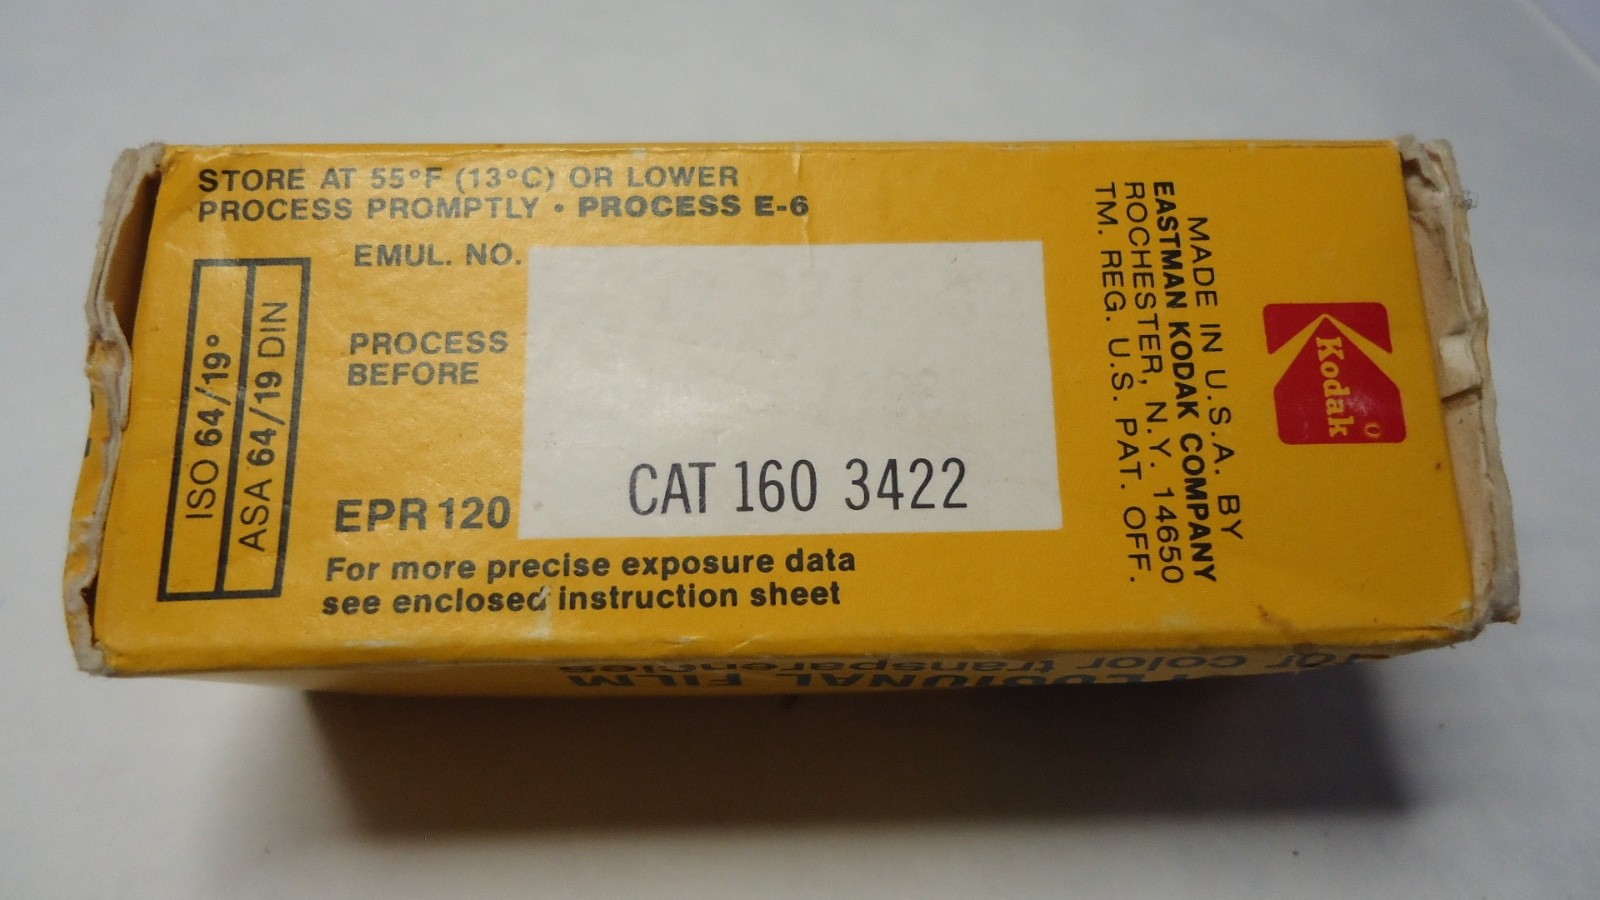 STORE AT 55°F (13°C) OR LOWER
PROCESS PROMPTLY • PROCESS E-6
EMUL. NO.
PROCESS
BEFORE
EPR 120
CAT 160 3422
For more precise exposure data
see enclosed instruction sheet
ISO 64/19°
ASA 64/19 DIN
MADE IN U.S.A. BY
EASTMAN KODAK COMPANY
ROCHESTER, N.Y. 14650
TM. REG. U.S. PAT. OFF.
Kodak
FILM
for color transparencies